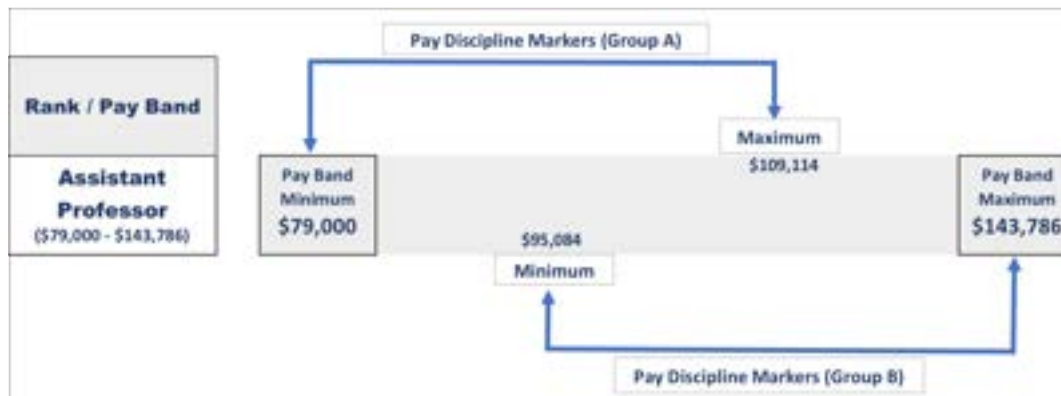 Pay Discipline Markers (Group A)
Rank / Pay Band
Maximum
$109,114
Assistant
Professor
($79,000 - $143,786)
Pay Band
Minimum
$79,000
Pay Band
Maximum
$143,786
$95,084
Minimum
Pay Discipline Markers (Group B)